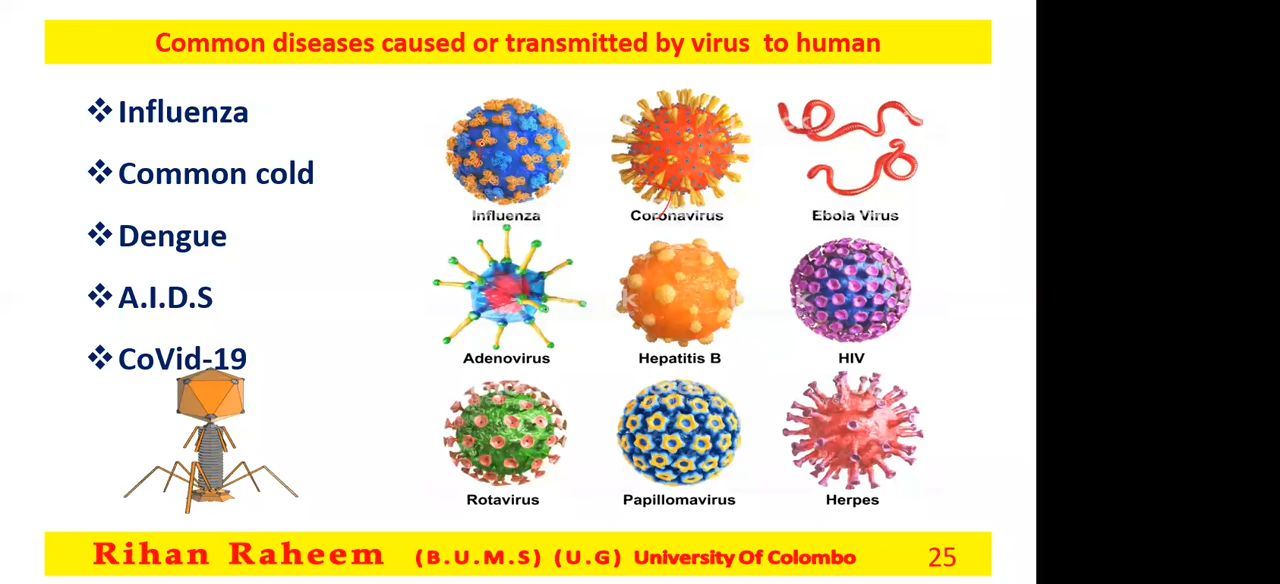 Common diseases caused or transmitted by virus to human
❖ Influenza
❖ Common cold
❖ Dengue
❖ A.I.D.S
❖ CoVid-19
Influenza
Coronavirus
Ebola Virus
Adenovirus
Hepatitis B
HIV
Rotavirus
Papillomavirus
Herpes
Rihan Raheem (B.U.M.S) (U.G) University Of Colombo 25